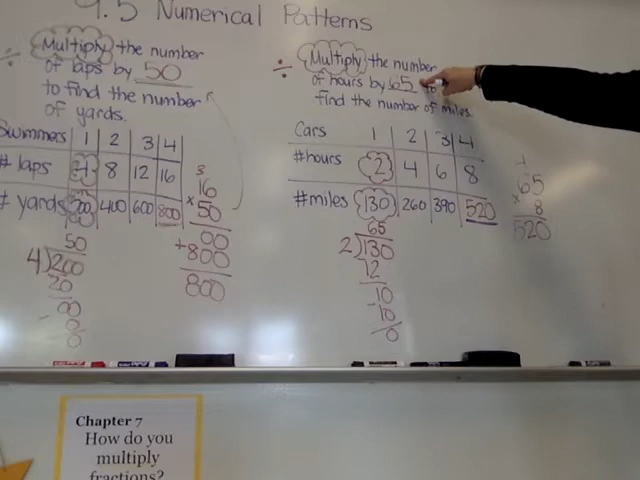 9.5 Numerical Patterns
÷ Multiply the number
of laps by 50
to find the number
of yards.
Swimmers 1 2 3 4
# laps 4 8 12 16
# yards 200 400 600 800
50
4)200
20
00
- 0
0
3
16
× 50
00
+ 800
800
÷ Multiply the number
of hours by 65 to
find the number of miles.
Cars 1 2 3 4
#hours 2 4 6 8
#miles 130 260 390 520
65
2)130
12
10
-10
0
65
× 8
520
Chapter 7
How do you
multiply
fractions?